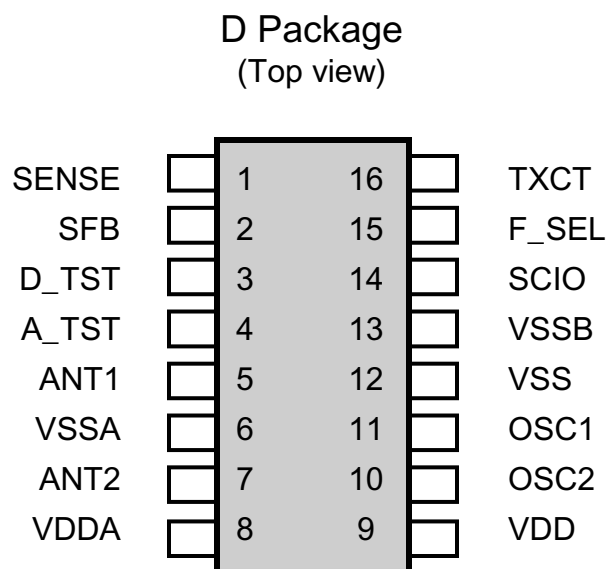 D Package
(Top view)
SENSE 1 16 TXCT
SFB 2 15 F_SEL
D_TST 3 14 SCIO
A_TST 4 13 VSSB
ANT1 5 12 VSS
VSSA 6 11 OSC1
ANT2 7 10 OSC2
VDDA 8 9 VDD